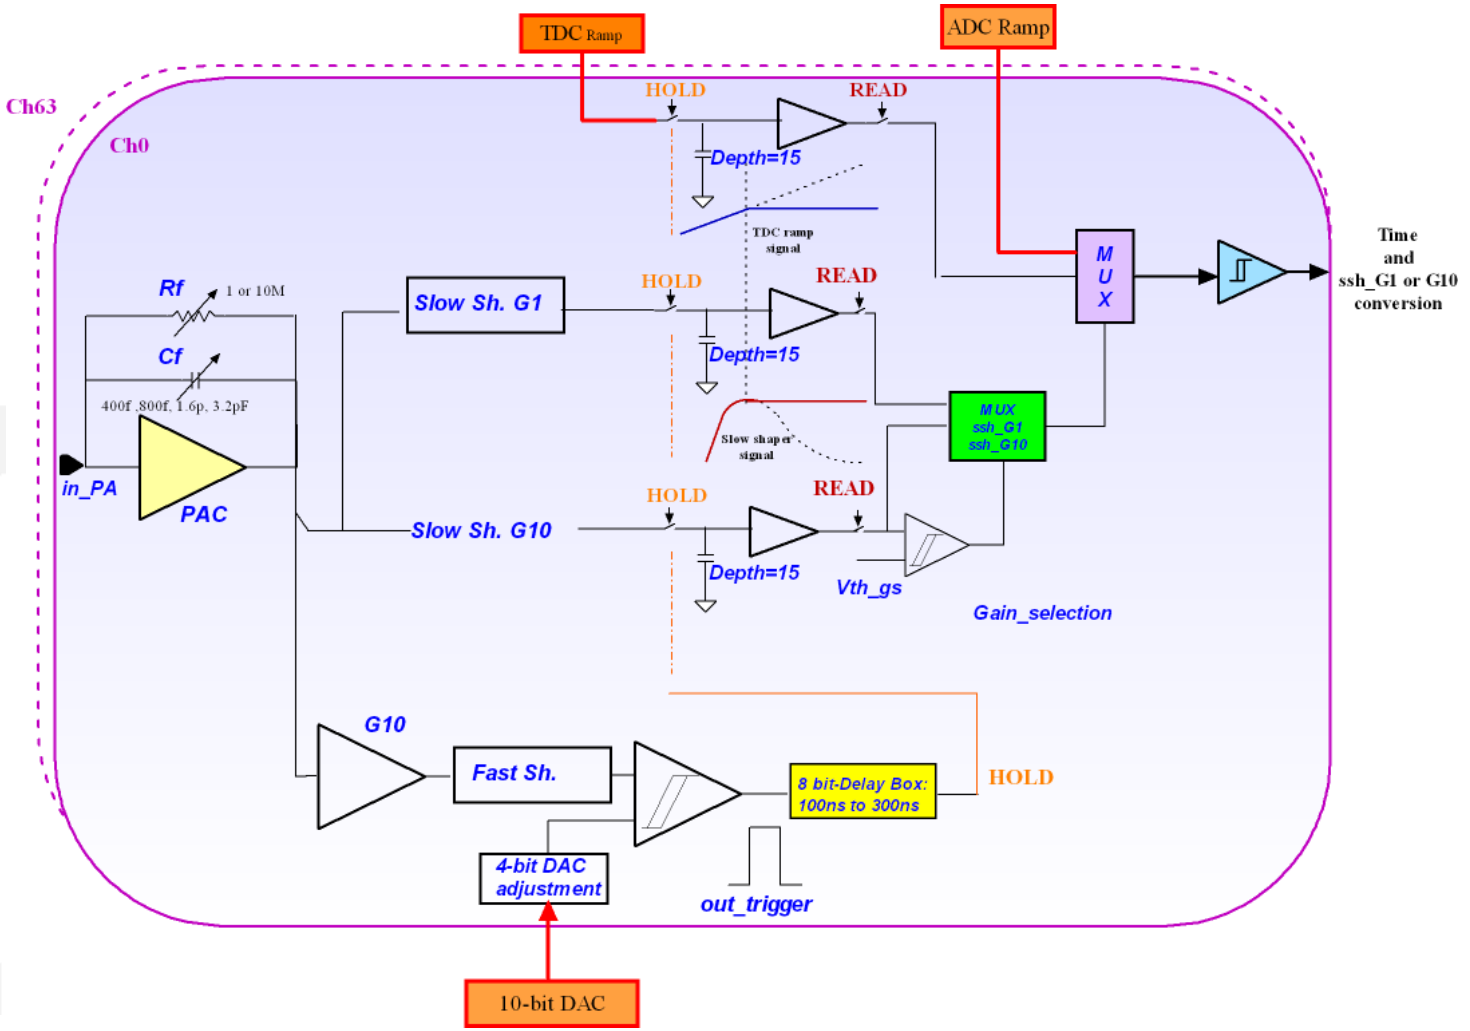 TDC Ramp
ADC Ramp
Ch63
Ch0
HOLD
READ
Depth=15
TDC ramp
signal
M
U
X
Time
and
ssh_G1 or G10
conversion
Rf
1 or 10M
Slow Sh. G1
HOLD
READ
Depth=15
Cf
400f ,800f, 1.6p, 3.2pF
MUX
ssh_G1
ssh_G10
Slow shaper
signal
in_PA
PAC
HOLD
READ
Slow Sh. G10
Depth=15
Vth_gs
Gain_selection
G10
Fast Sh.
8 bit-Delay Box:
100ns to 300ns
HOLD
4-bit DAC
adjustment
out_trigger
10-bit DAC